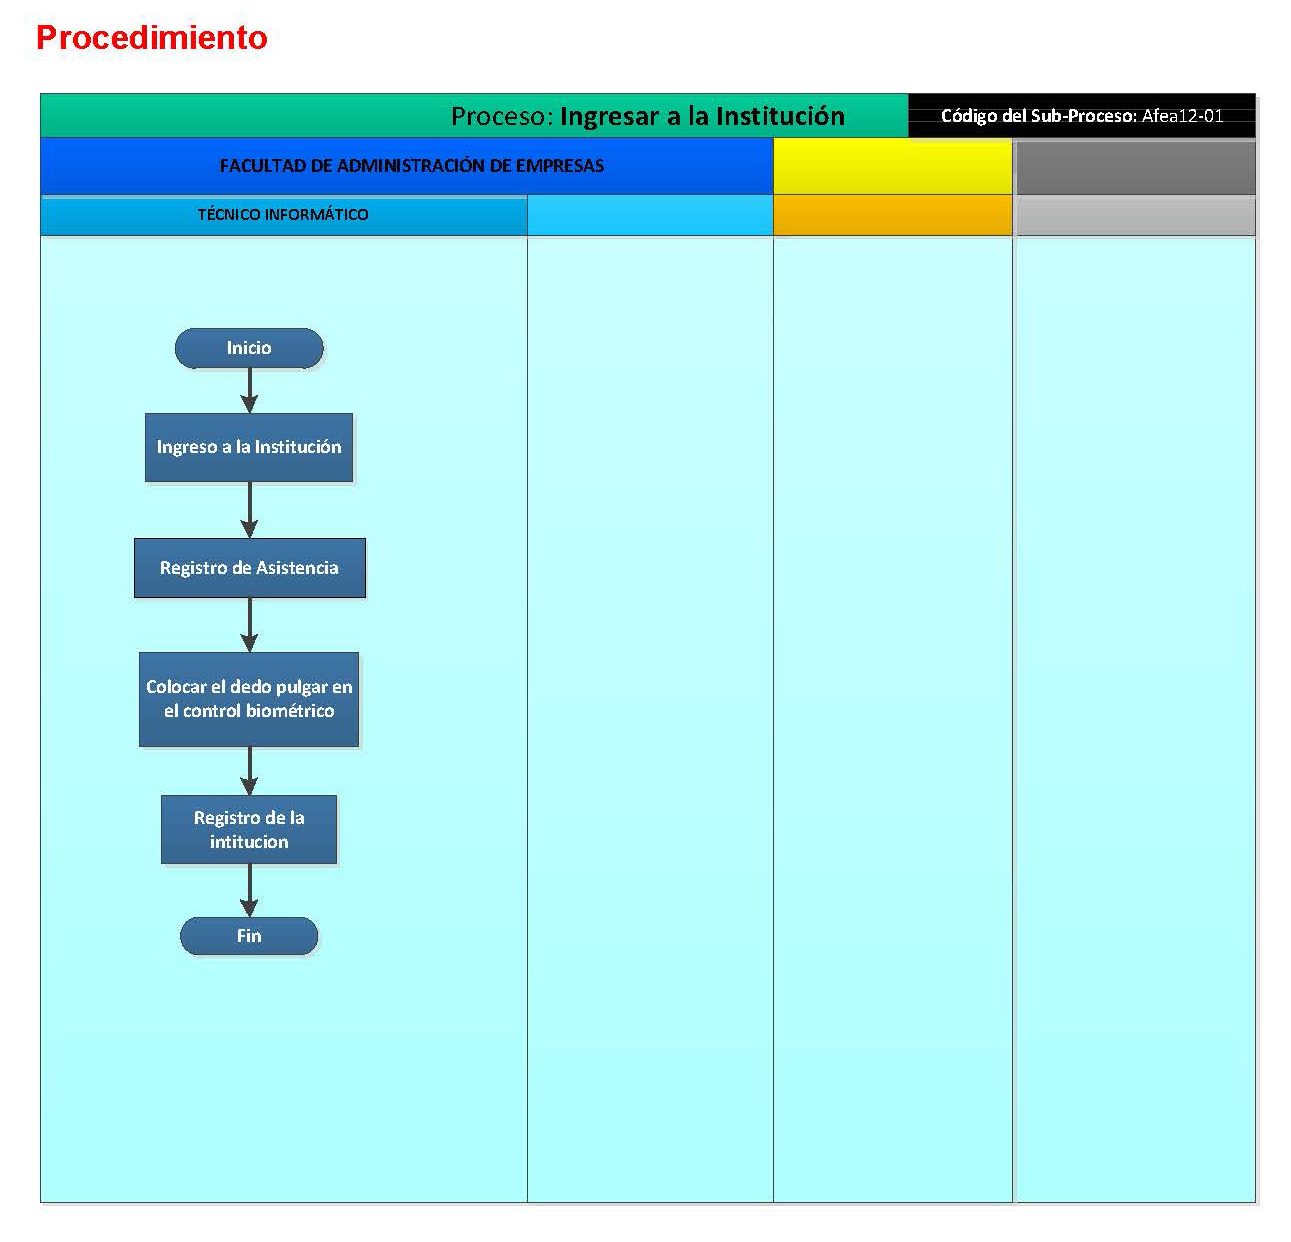 Procedimiento
Proceso: Ingresar a la Institución
Código del Sub-Proceso: Afea12-01
FACULTAD DE ADMINISTRACIÓN DE EMPRESAS
TÉCNICO INFORMÁTICO
Inicio
Ingreso a la Institución
Registro de Asistencia
Colocar el dedo pulgar en
el control biométrico
Registro de la
intitucion
Fin